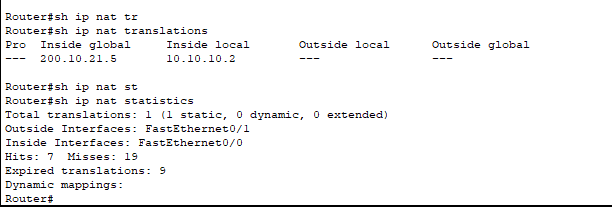 Router#sh ip nat tr
Router#sh ip nat translations
Pro  Inside global     Inside local       Outside local      Outside global
---  200.10.21.5       10.10.10.2         ---                ---
Router#sh ip nat st
Router#sh ip nat statistics
Total translations: 1 (1 static, 0 dynamic, 0 extended)
Outside Interfaces: FastEthernet0/1
Inside Interfaces: FastEthernet0/0
Hits: 7  Misses: 19
Expired translations: 9
Dynamic mappings:
Router#